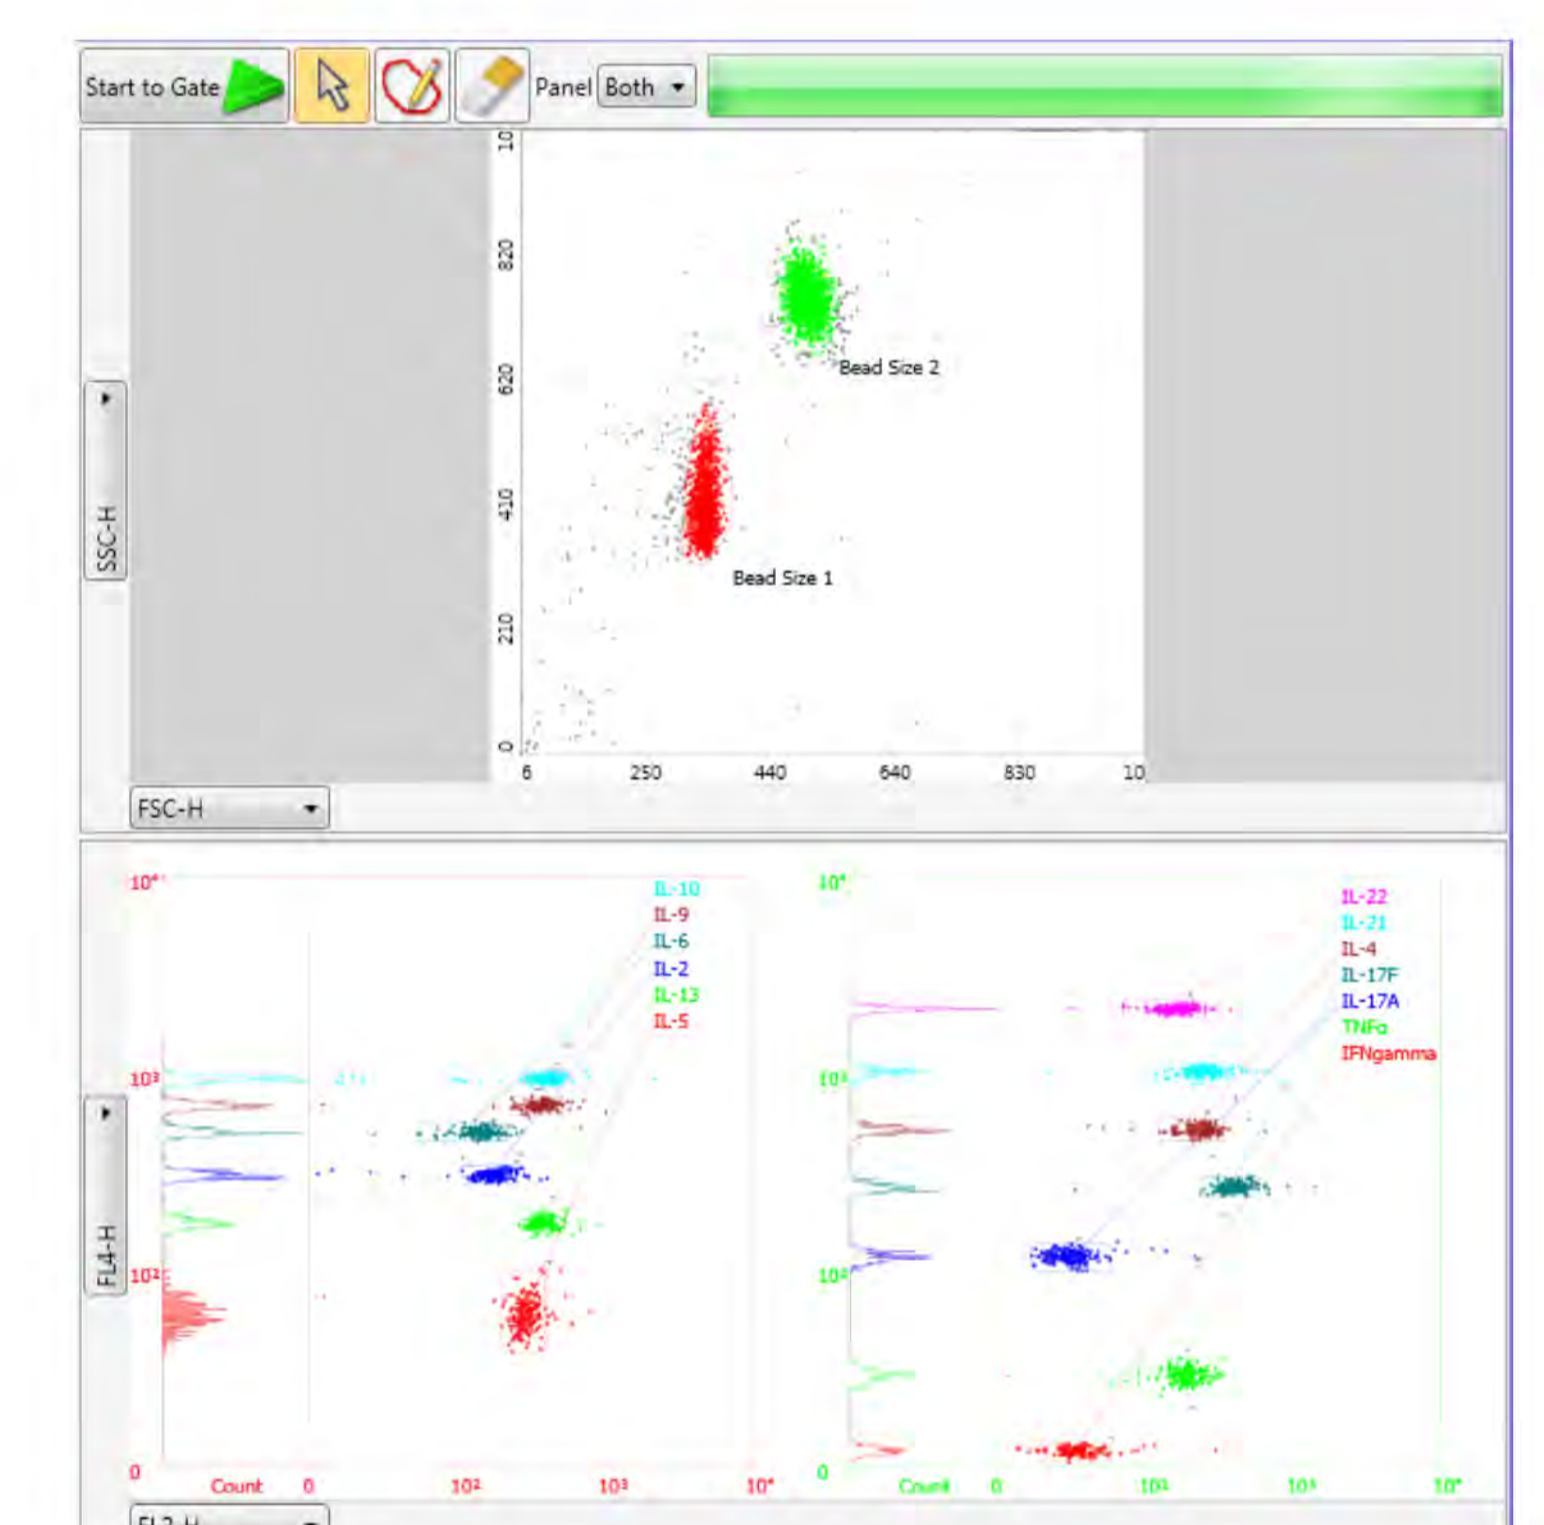 Start to Gate
Panel Both
10
820
620
410
210
0
SSC-H
Bead Size 2
Bead Size 1
6 250 440 640 830 10
FSC-H
10⁴
10³
10²
0
FL4-H
IL-10
IL-9
IL-6
IL-2
IL-13
IL-5
Count 0 10² 10³ 10⁴
10⁴
10³
10²
0
IL-22
IL-21
IL-4
IL-17F
IL-17A
TNFα
IFNgamma
Count 0 10² 10³ 10⁴